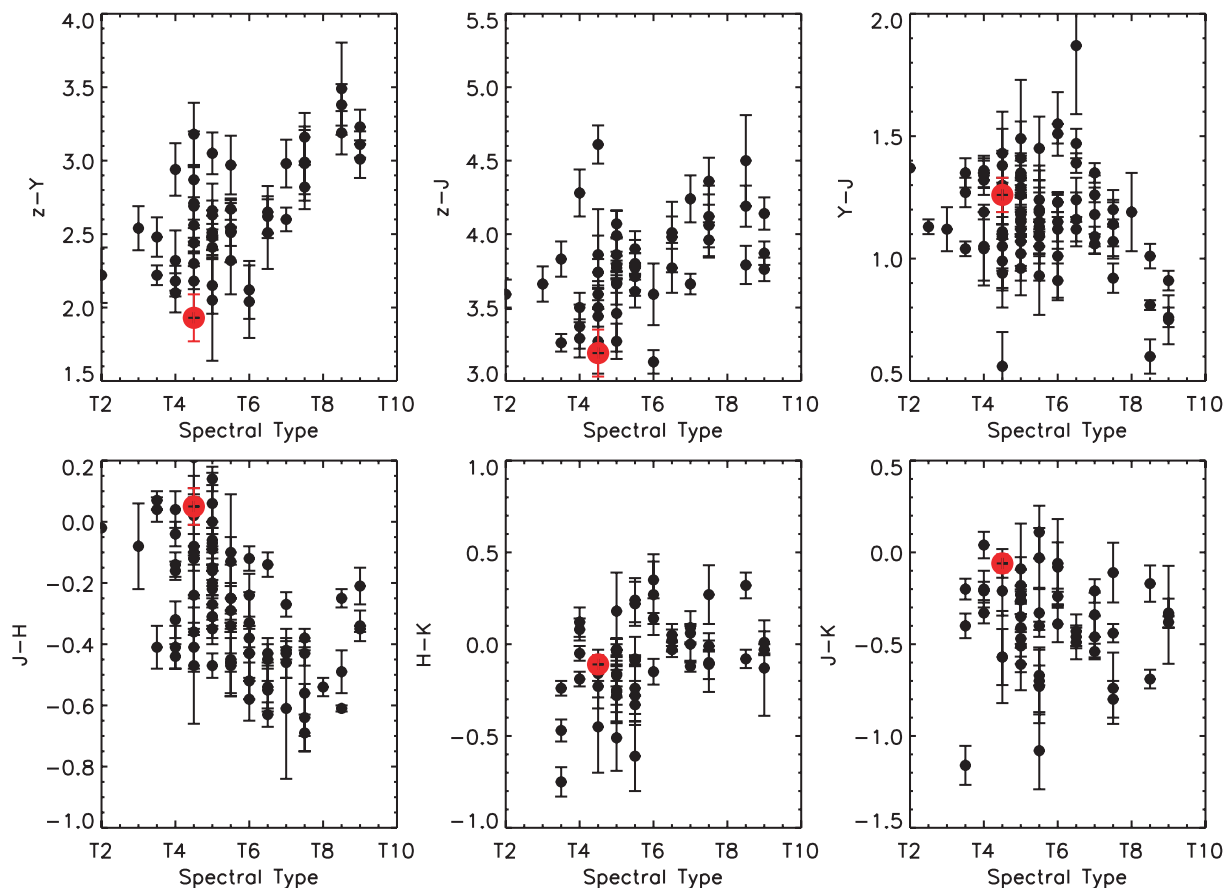 4.0
3.5
3.0
2.5
2.0
1.5
z−Y
T2 T4 T6 T8 T10
Spectral Type
5.5
5.0
4.5
4.0
3.5
3.0
z−J
T2 T4 T6 T8 T10
Spectral Type
2.0
1.5
1.0
0.5
Y−J
T2 T4 T6 T8 T10
Spectral Type
0.2
0.0
−0.2
−0.4
−0.6
−0.8
−1.0
J−H
T2 T4 T6 T8 T10
Spectral Type
1.0
0.5
0.0
−0.5
−1.0
H−K
T2 T4 T6 T8 T10
Spectral Type
0.5
0.0
−0.5
−1.0
−1.5
J−K
T2 T4 T6 T8 T10
Spectral Type